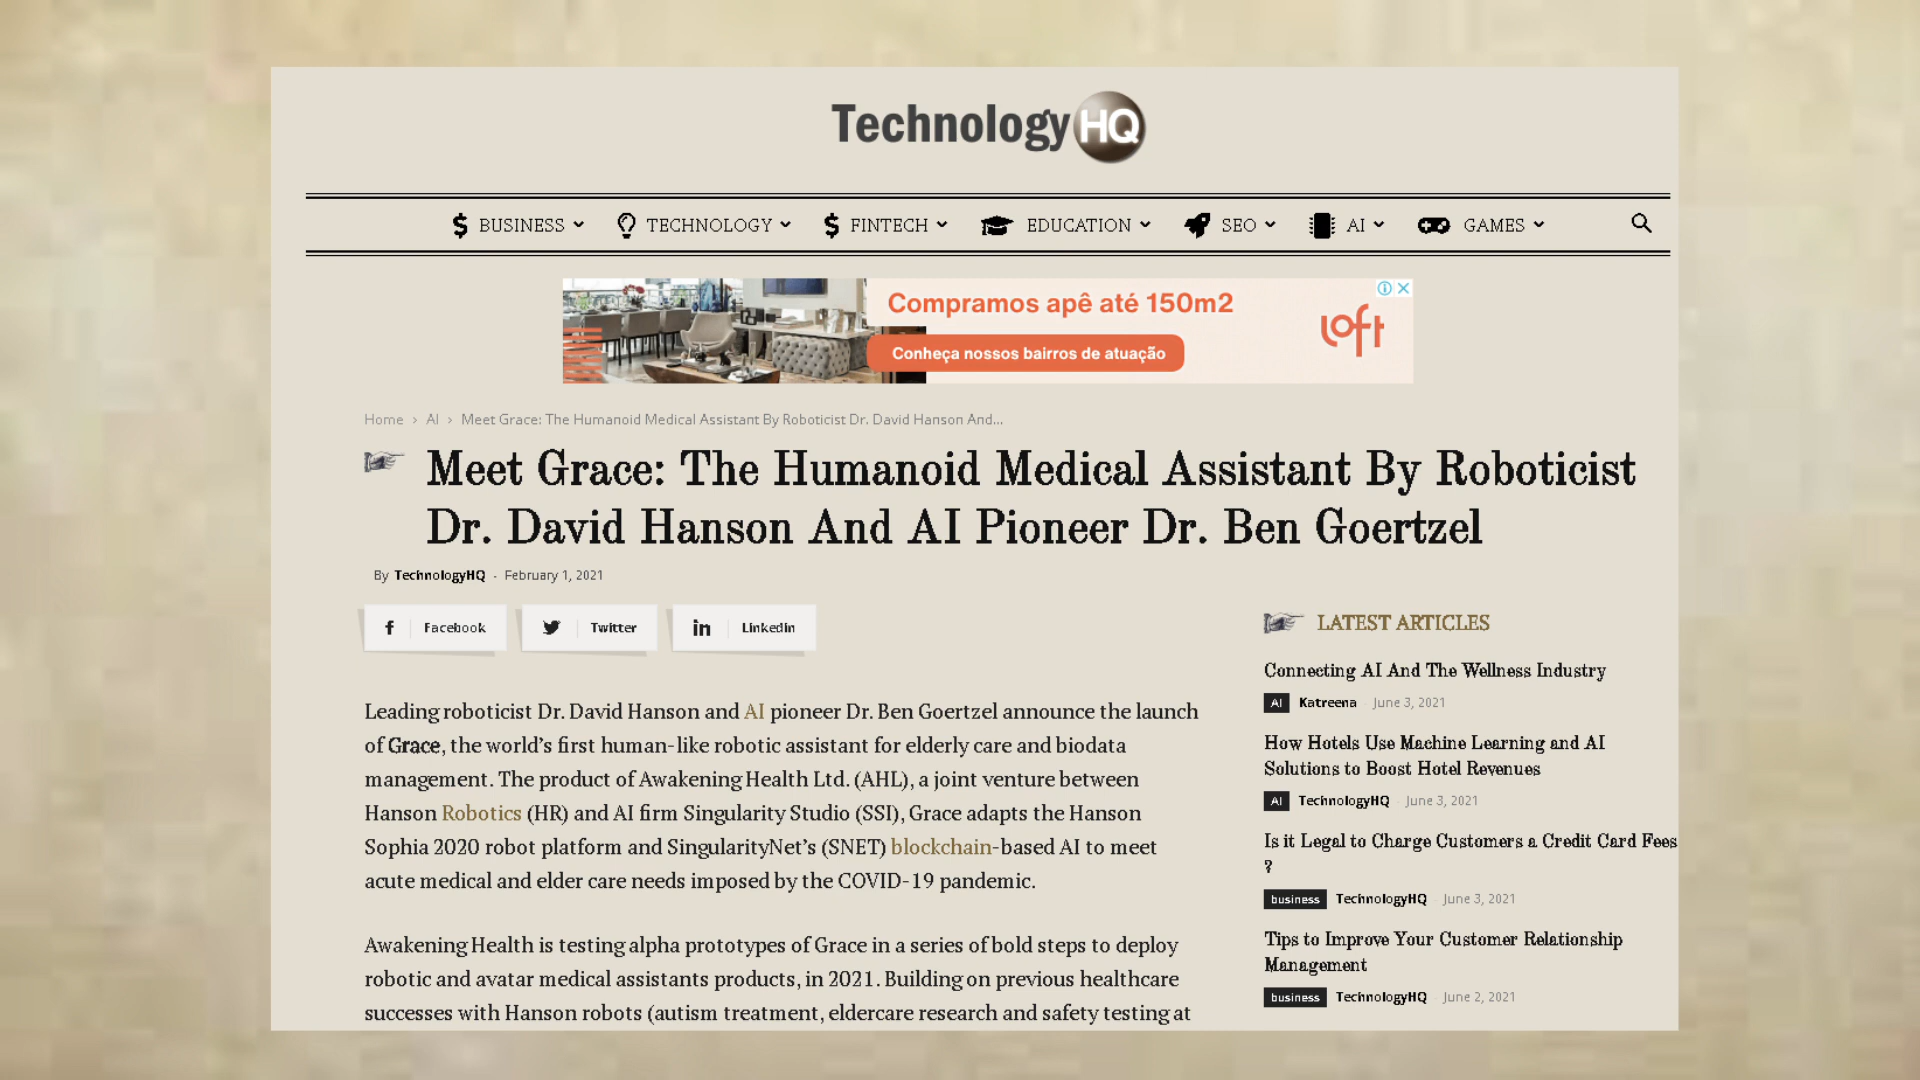 TechnologyHQ
BUSINESS
TECHNOLOGY
FINTECH
EDUCATION
SEO
AI
GAMES
Compramos apê até 150m2
Conheça nossos bairros de atuação
loft
Home > AI > Meet Grace: The Humanoid Medical Assistant By Roboticist Dr. David Hanson And...
Meet Grace: The Humanoid Medical Assistant By Roboticist
Dr. David Hanson And AI Pioneer Dr. Ben Goertzel
By TechnologyHQ - February 1, 2021
Facebook
Twitter
Linkedin
Leading roboticist Dr. David Hanson and AI pioneer Dr. Ben Goertzel announce the launch
of Grace, the world's first human-like robotic assistant for elderly care and biodata
management. The product of Awakening Health Ltd. (AHL), a joint venture between
Hanson Robotics (HR) and AI firm Singularity Studio (SSI), Grace adapts the Hanson
Sophia 2020 robot platform and SingularityNet's (SNET) blockchain-based AI to meet
acute medical and elder care needs imposed by the COVID-19 pandemic.
Awakening Health is testing alpha prototypes of Grace in a series of bold steps to deploy
robotic and avatar medical assistants products, in 2021. Building on previous healthcare
successes with Hanson robots (autism treatment, eldercare research and safety testing at
LATEST ARTICLES
Connecting AI And The Wellness Industry
AI Katreena - June 3, 2021
How Hotels Use Machine Learning and AI
Solutions to Boost Hotel Revenues
AI TechnologyHQ - June 3, 2021
Is it Legal to Charge Customers a Credit Card Fees
?
business TechnologyHQ - June 3, 2021
Tips to Improve Your Customer Relationship
Management
business TechnologyHQ - June 2, 2021